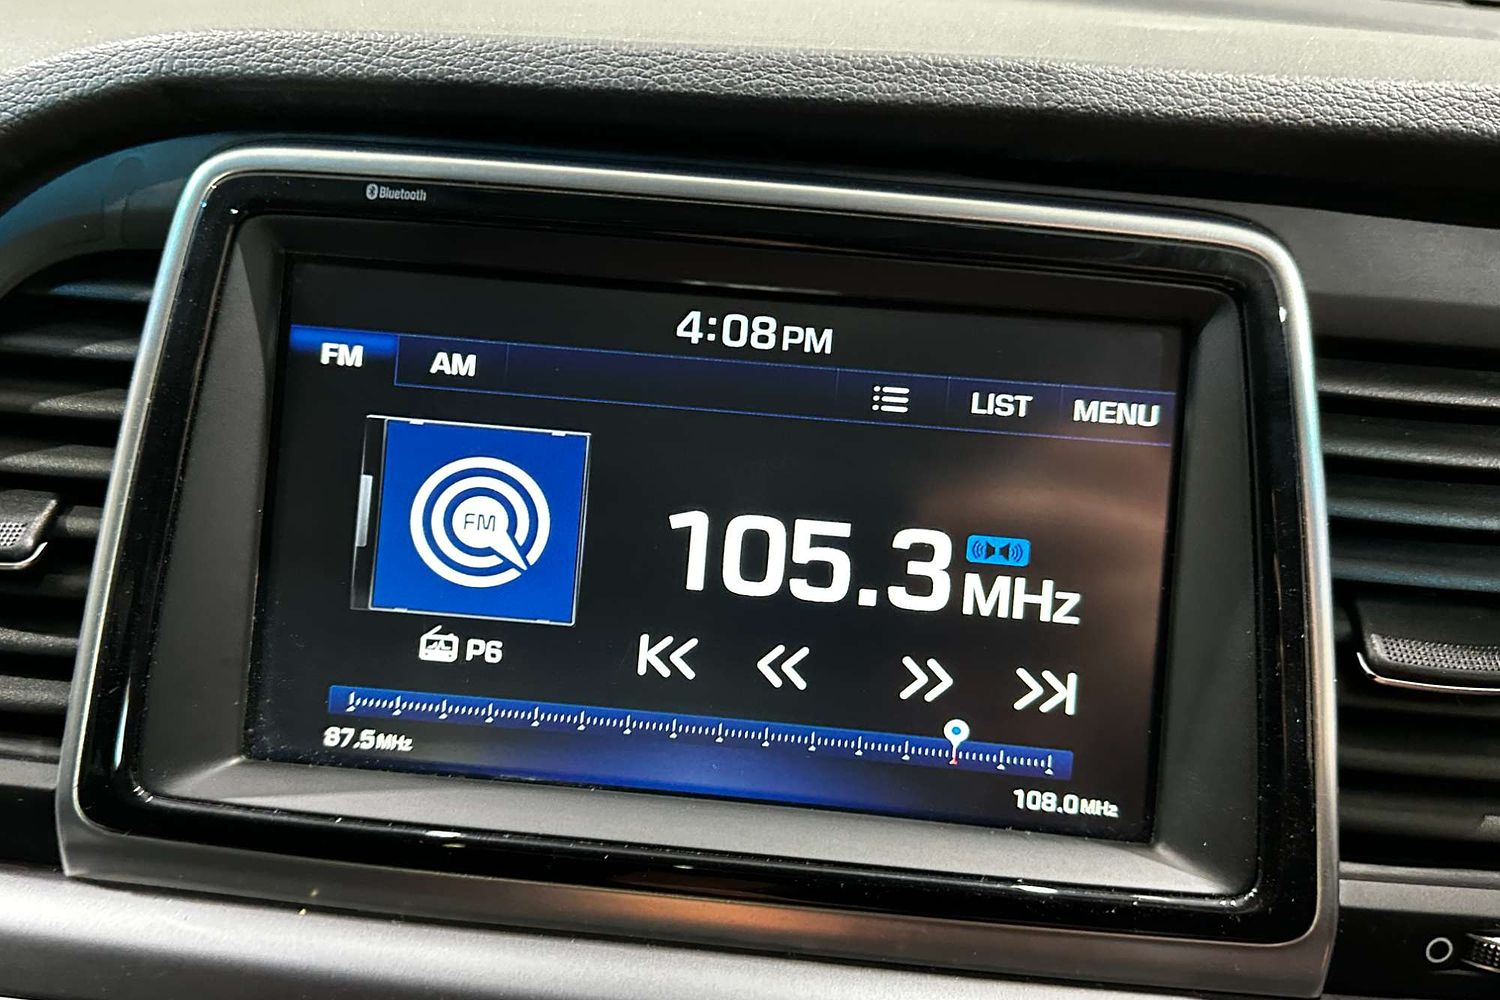 Bluetooth
4:08PM
FM AM LIST MENU
FM
105.3 MHz
P6
87.5MHz
108.0MHz